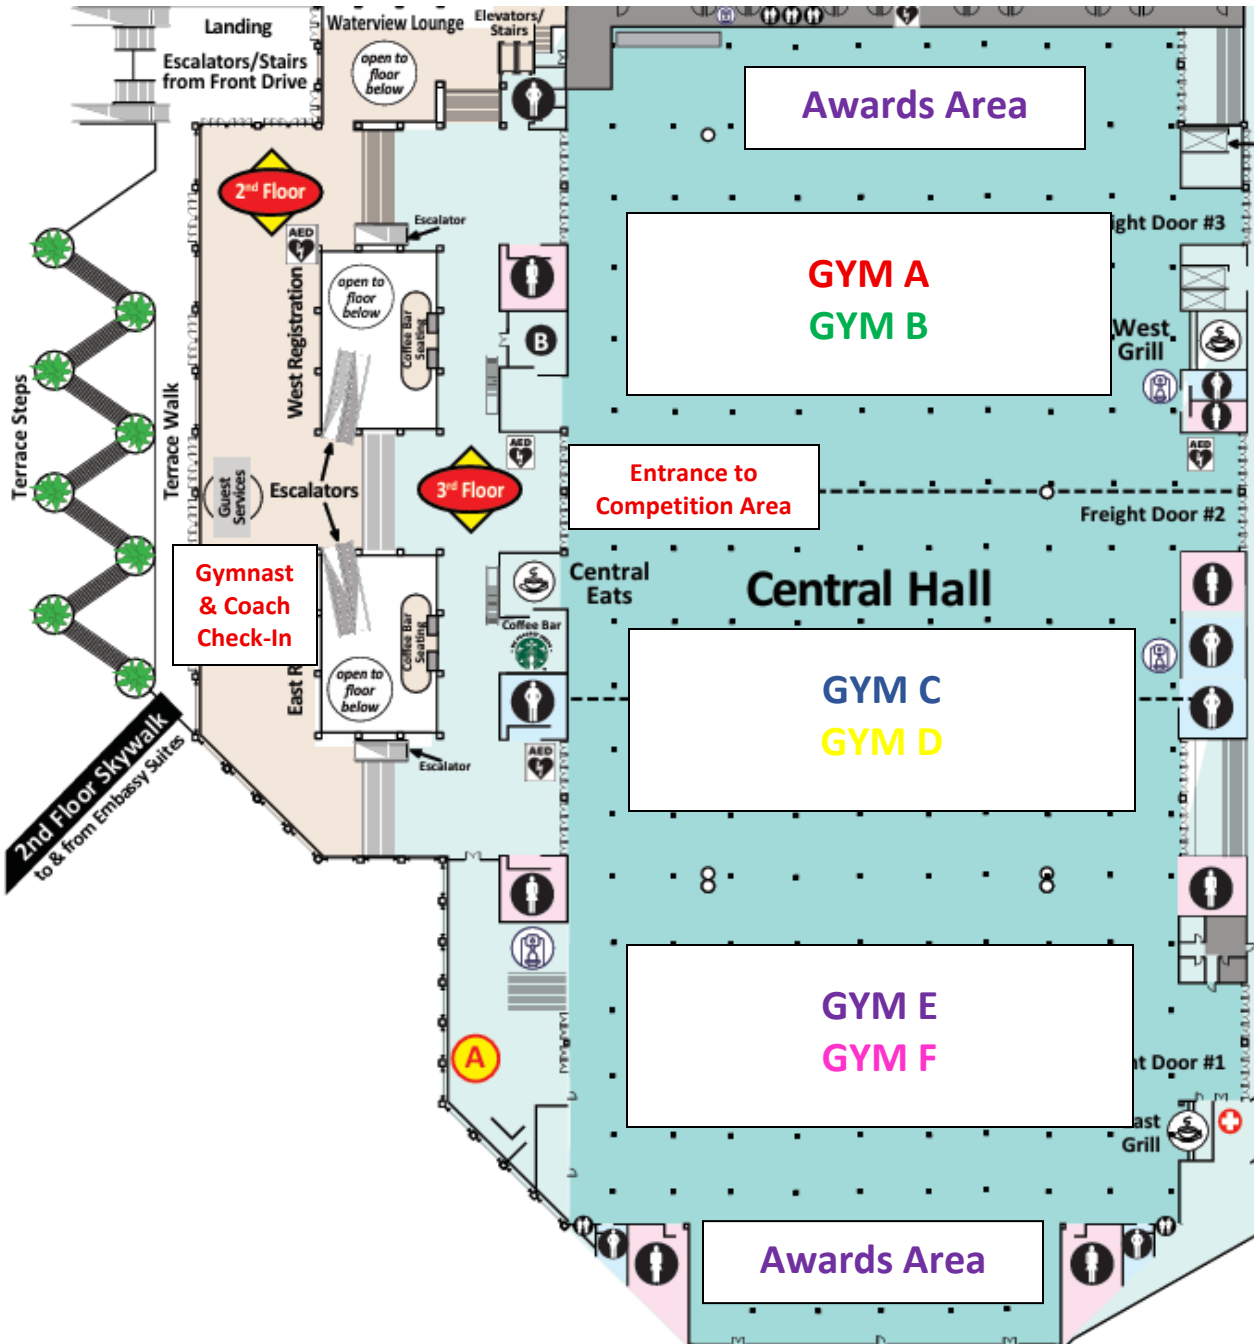 Landing
Escalators/Stairs
from Front Drive
Waterview Lounge
Elevators/
Stairs
open to
floor
below
Awards Area
2nd Floor
AED
Escalator
open to
floor
below
West Registration
Coffee Bar
Seating
B
GYM A
GYM B
ight Door #3
West
Grill
Terrace Steps
Terrace Walk
Guest
Services
Escalators
3rd Floor
AED
Entrance to
Competition Area
AED
Freight Door #2
Gymnast
& Coach
Check-In
Central
Eats
Central Hall
Coffee Bar
Coffee Bar
Seating
open to
floor
below
East R
GYM C
GYM D
AED
Escalator
2nd Floor Skywalk
to & from Embassy Suites
GYM E
GYM F
A
nt Door #1
ast
Grill
Awards Area